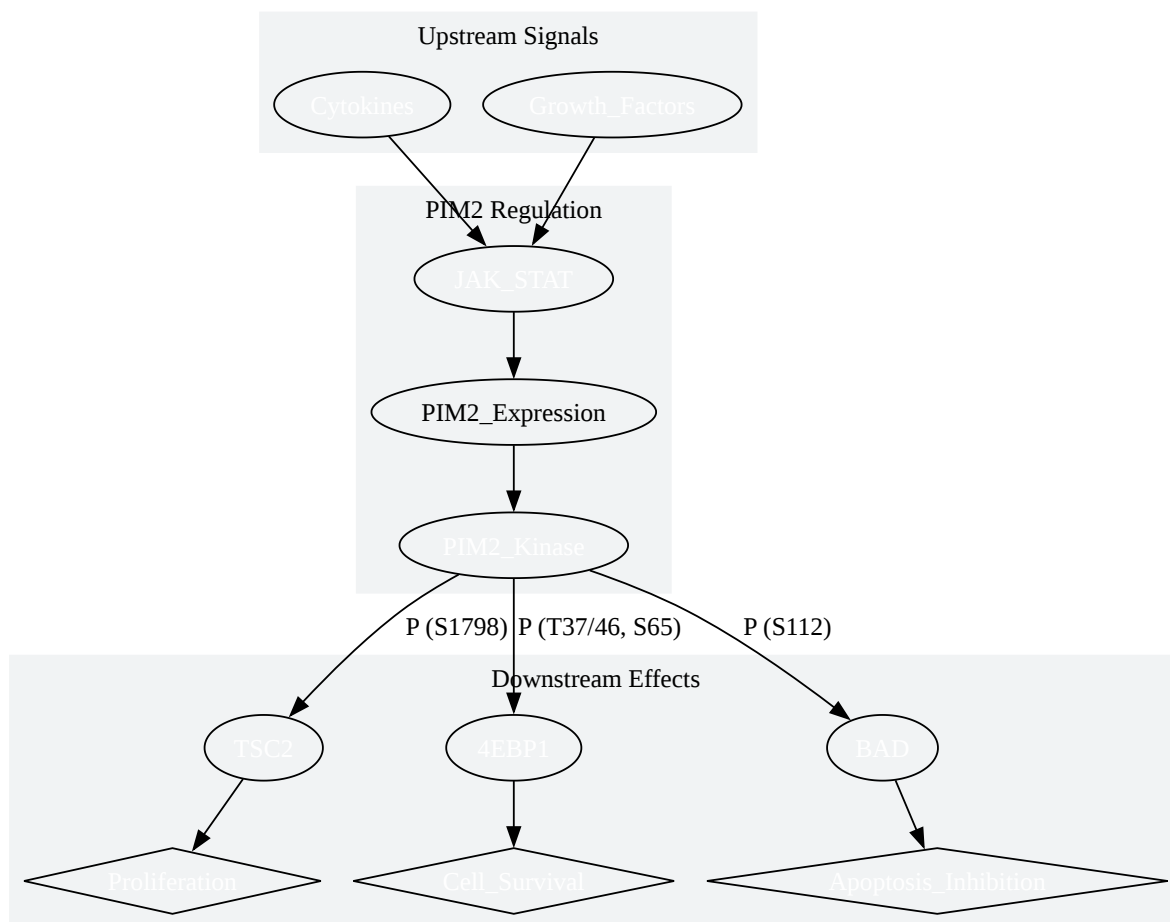 Upstream Signals
Cytokines
Growth_Factors
PIM2 Regulation
JAK_STAT
PIM2_Expression
PIM2_Kinase
P (S1798)
P (T37/46, S65)
P (S112)
Downstream Effects
TSC2
4EBP1
BAD
Proliferation
Cell_Survival
Apoptosis_Inhibition